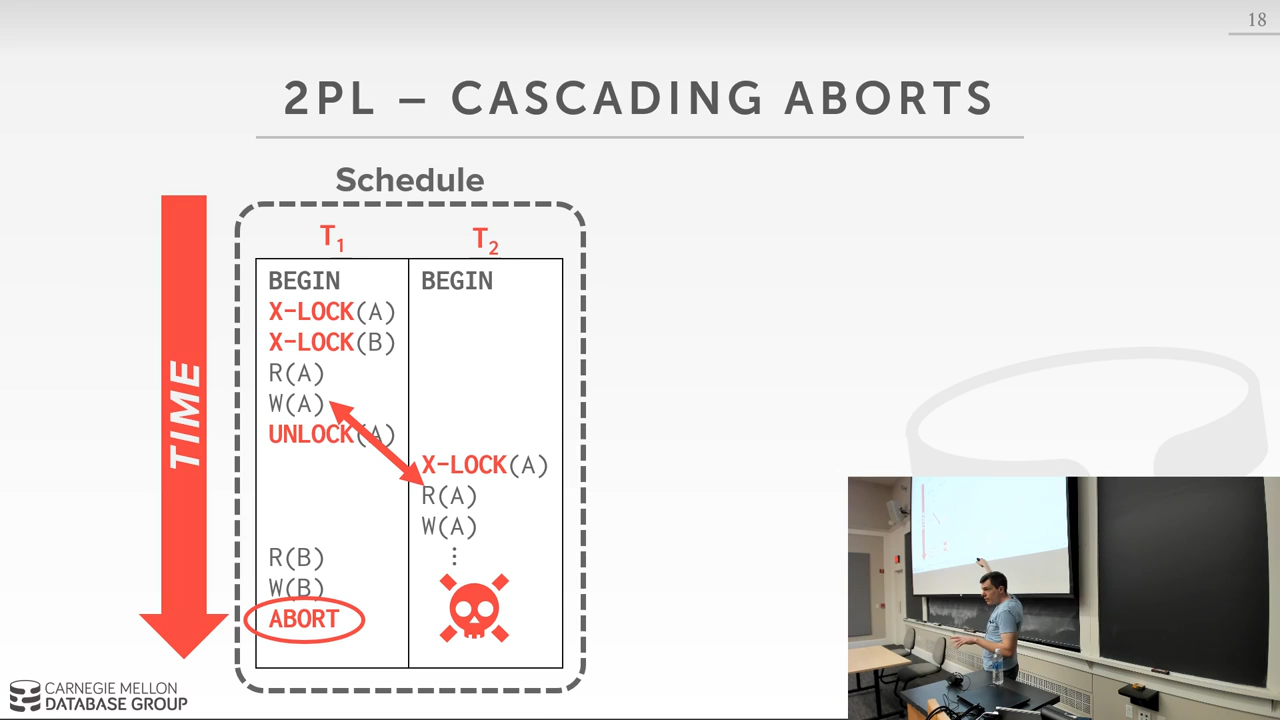 18
2PL – CASCADING ABORTS
Schedule
TIME
T1 T2
BEGIN BEGIN
X-LOCK(A)
X-LOCK(B)
R(A)
W(A)
UNLOCK(A)
X-LOCK(A)
R(A)
W(A)
⋮
R(B)
W(B)
ABORT
CARNEGIE MELLON
DATABASE GROUP